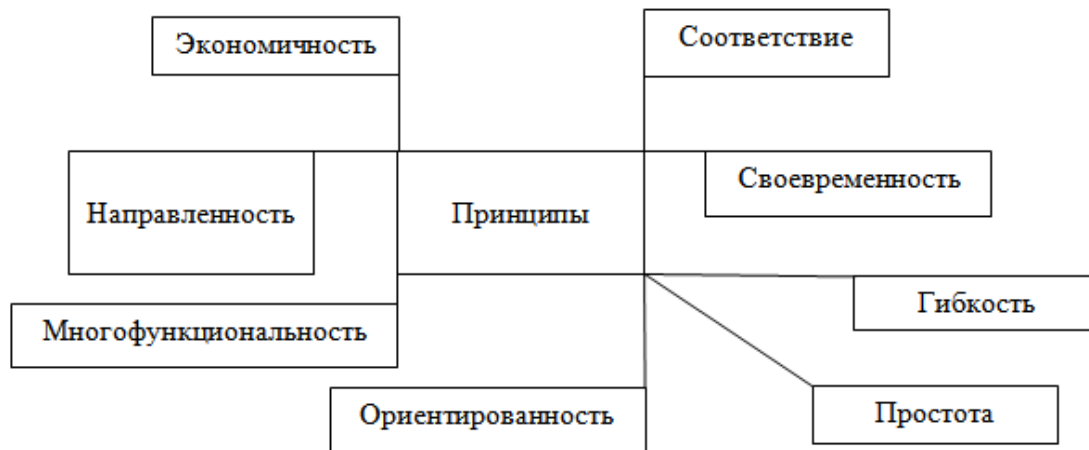 Экономичность
Соответствие
Направленность
Принципы
Своевременность
Многофункциональность
Гибкость
Ориентированность
Простота